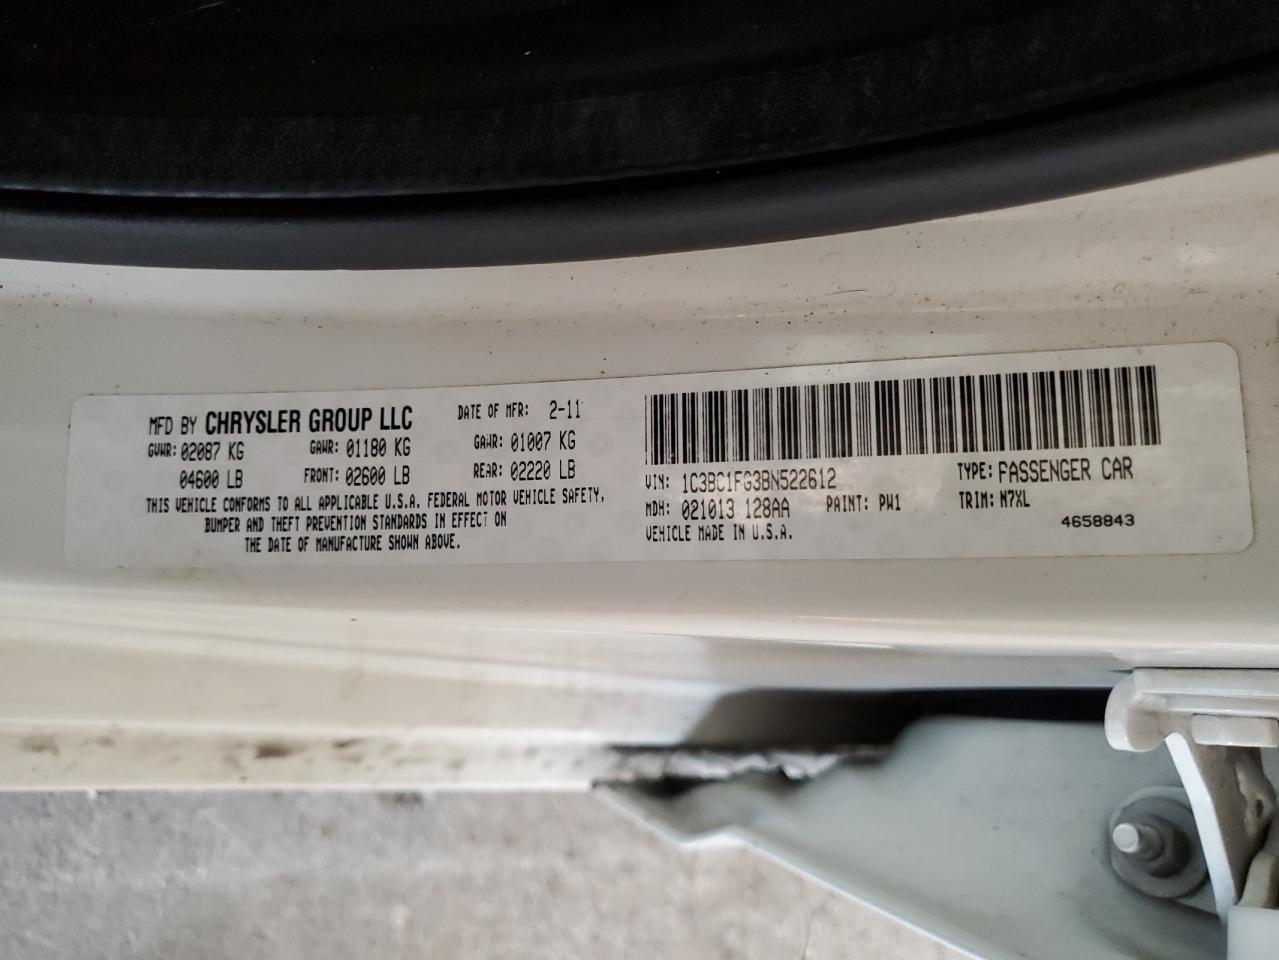 MFD BY CHRYSLER GROUP LLC DATE OF MFR: 2-11
GVWR: 02087 KG GAWR: 01180 KG GAWR: 01007 KG
04600 LB FRONT: 02600 LB REAR: 02220 LB
THIS VEHICLE CONFORMS TO ALL APPLICABLE U.S.A. FEDERAL MOTOR VEHICLE SAFETY,
BUMPER AND THEFT PREVENTION STANDARDS IN EFFECT ON
THE DATE OF MANUFACTURE SHOWN ABOVE.
VIN: 1C3BC1FG3BN522612 TYPE: PASSENGER CAR
MDH: 021013 128AA PAINT: PW1 TRIM: N7XL
VEHICLE MADE IN U.S.A. 4658843